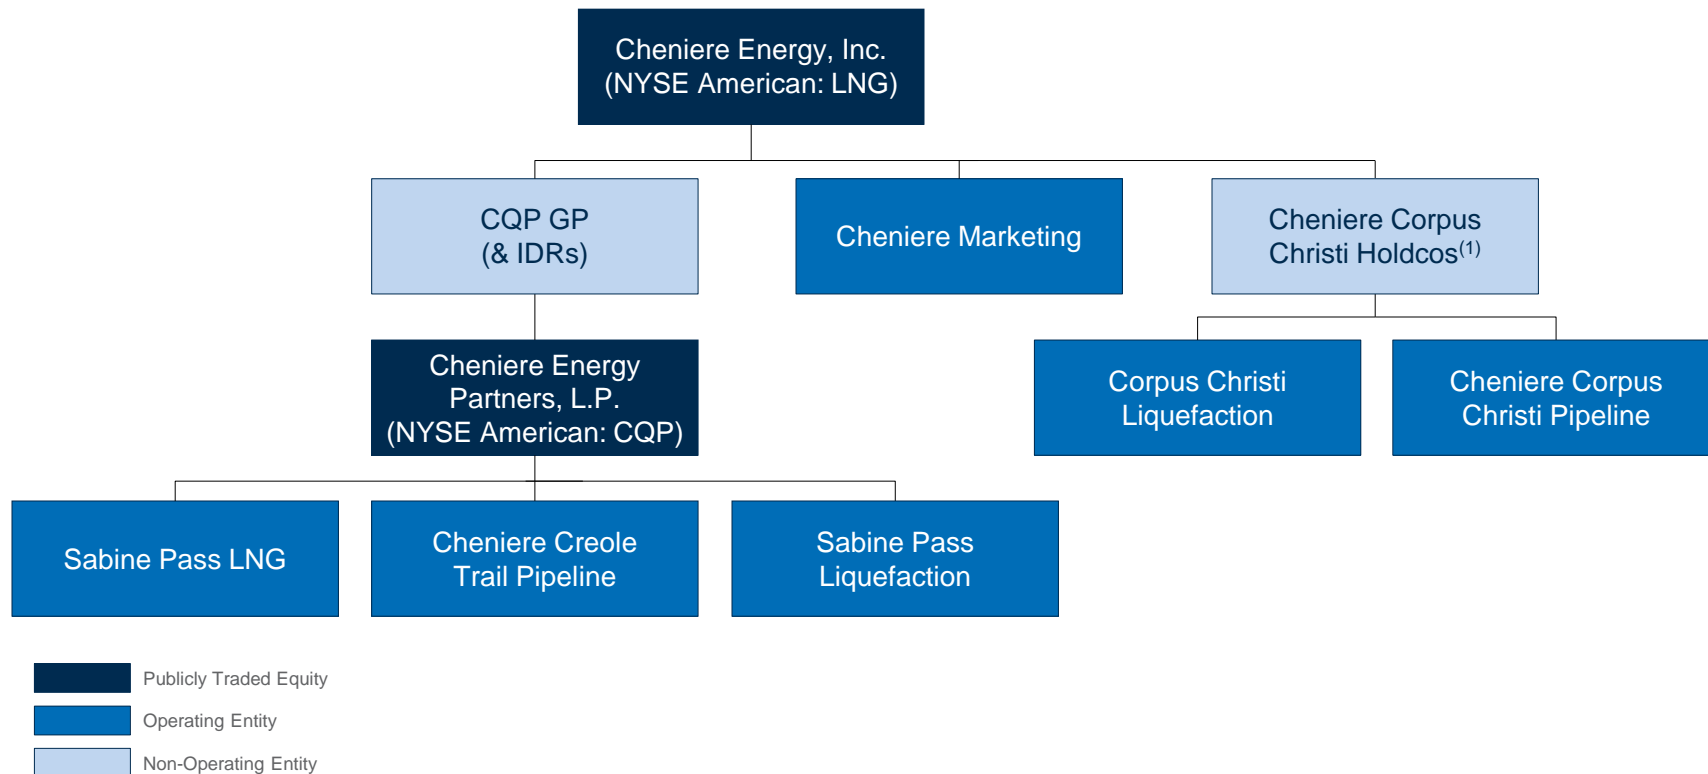 Cheniere Energy, Inc.
(NYSE American: LNG)
CQP GP
(& IDRs)
Cheniere Marketing
Cheniere Corpus
Christi Holdcos(1)
Cheniere Energy
Partners, L.P.
(NYSE American: CQP)
Corpus Christi
Liquefaction
Cheniere Corpus
Christi Pipeline
Sabine Pass LNG
Cheniere Creole
Trail Pipeline
Sabine Pass
Liquefaction
Publicly Traded Equity
Operating Entity
Non-Operating Entity